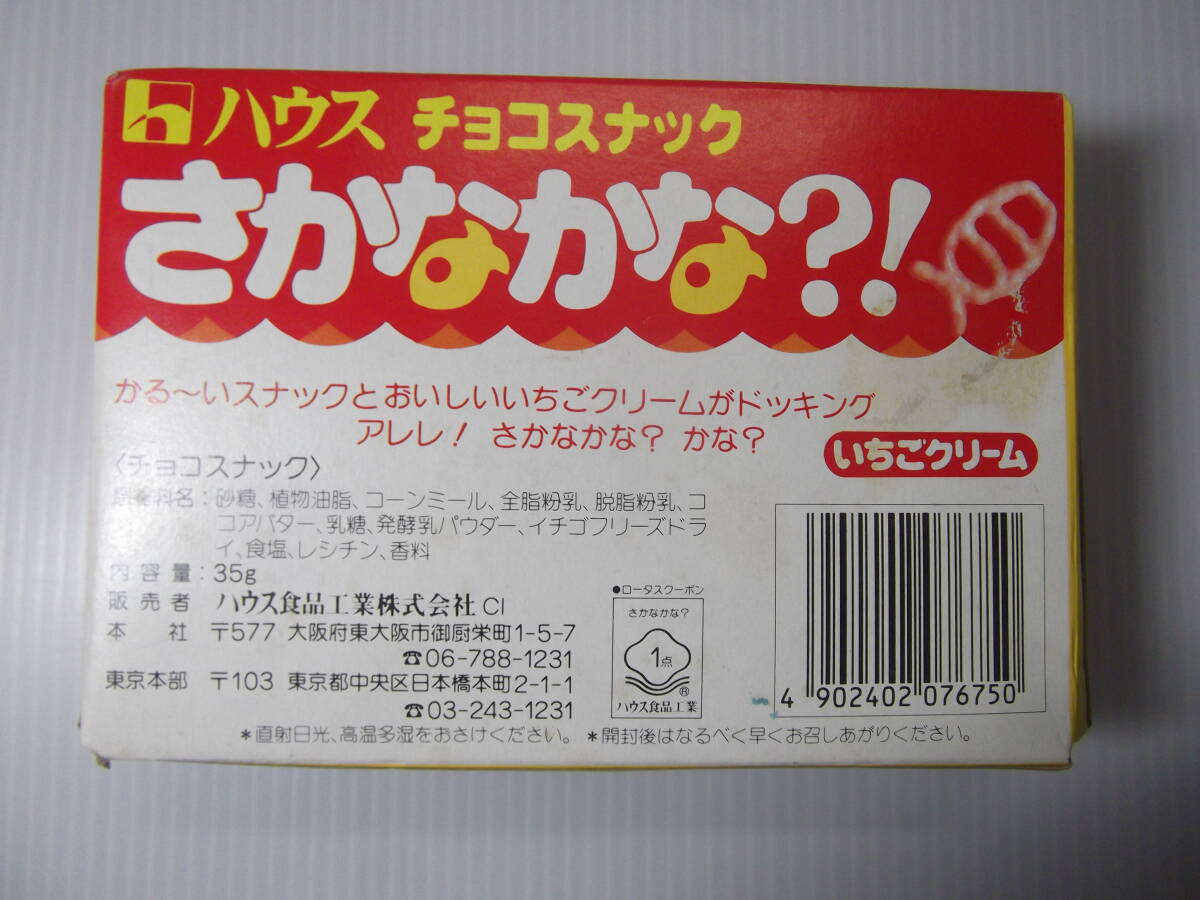 ハウス チョコスナック
さかなかな?!
かる〜いスナックとおいしいいちごクリームがドッキング
アレレ! さかなかな? かな?
いちごクリーム
〈チョコスナック〉
原材料名:砂糖、植物油脂、コーンミール、全脂粉乳、脱脂粉乳、コ
コアバター、乳糖、発酵乳パウダー、イチゴフリーズドラ
イ、食塩、レシチン、香料
内容量:35g
販売者 ハウス食品工業株式会社 CI
本社 〒577 大阪府東大阪市御厨栄町1-5-7
☎06-788-1231
東京本部 〒103 東京都中央区日本橋本町2-1-1
☎03-243-1231
●ロータスクーポン
さかなかな?
1点
®
ハウス食品工業
4 902402 076750
*直射日光、高温多湿をおさけください。 *開封後はなるべく早くお召しあがりください。